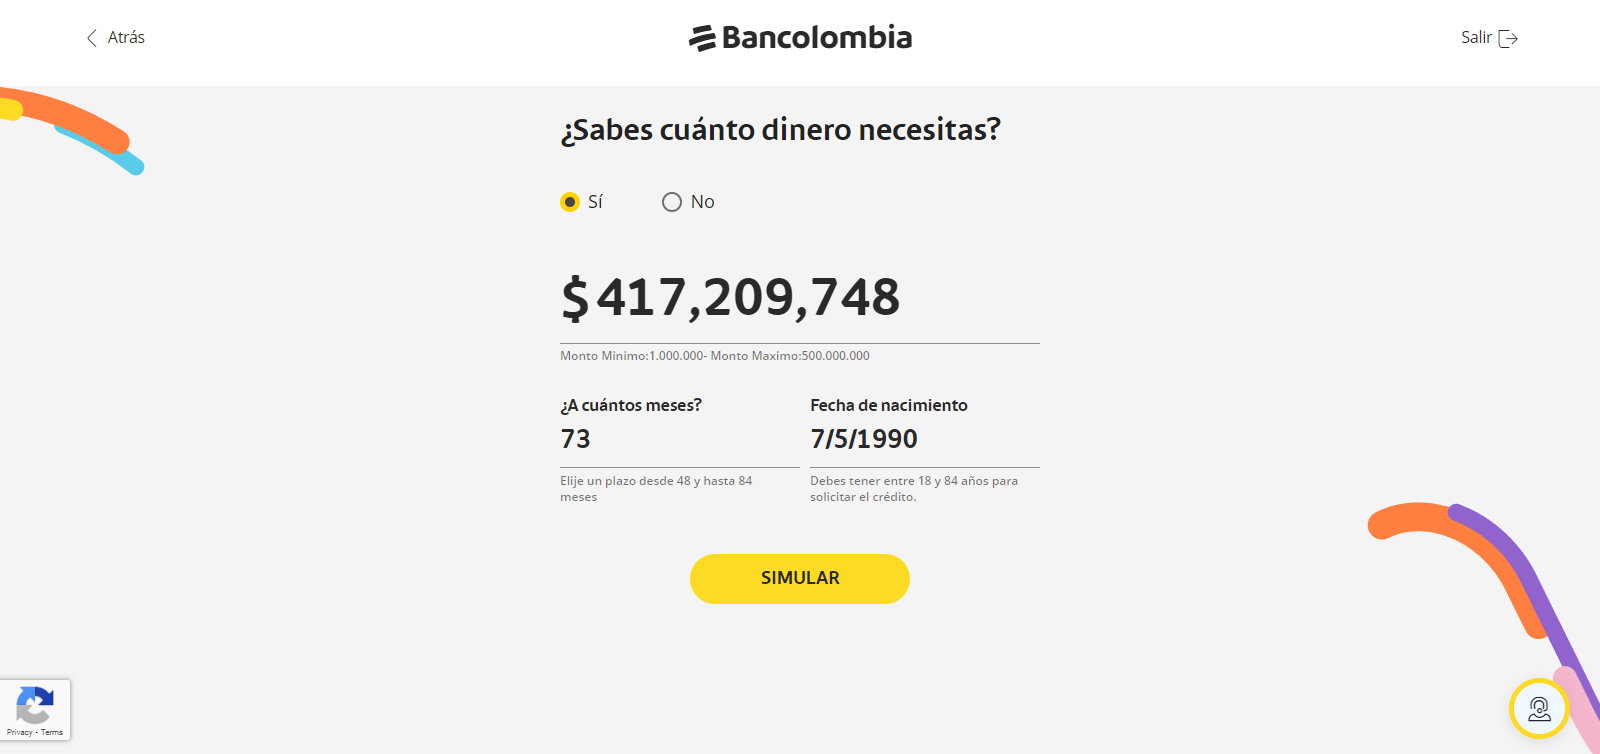 Atrás
Bancolombia
Salir
¿Sabes cuánto dinero necesitas?
Sí
No
$ 417,209,748
Monto Minimo:1.000.000- Monto Maximo:500.000.000
¿A cuántos meses?
Fecha de nacimiento
73
7/5/1990
Elije un plazo desde 48 y hasta 84
meses
Debes tener entre 18 y 84 años para
solicitar el crédito.
SIMULAR
Privacy - Terms